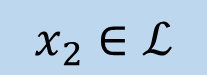 x₂ ∈ ℒ